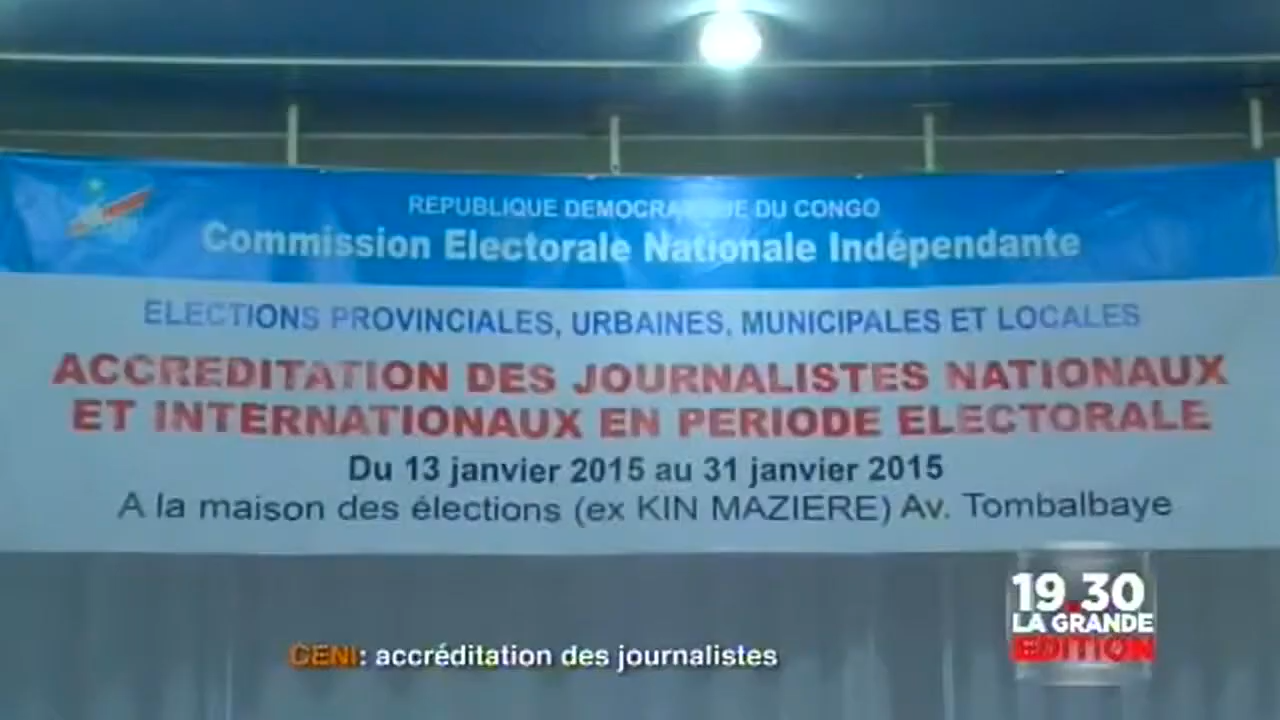 REPUBLIQUE DEMOCRATIQUE DU CONGO
Commission Electorale Nationale Indépendante
ELECTIONS PROVINCIALES, URBAINES, MUNICIPALES ET LOCALES
ACCREDITATION DES JOURNALISTES NATIONAUX
ET INTERNATIONAUX EN PERIODE ELECTORALE
Du 13 janvier 2015 au 31 janvier 2015
A la maison des élections (ex KIN MAZIERE) Av. Tombalbaye
19.30
LA GRANDE
EDITION
CENI: accréditation des journalistes